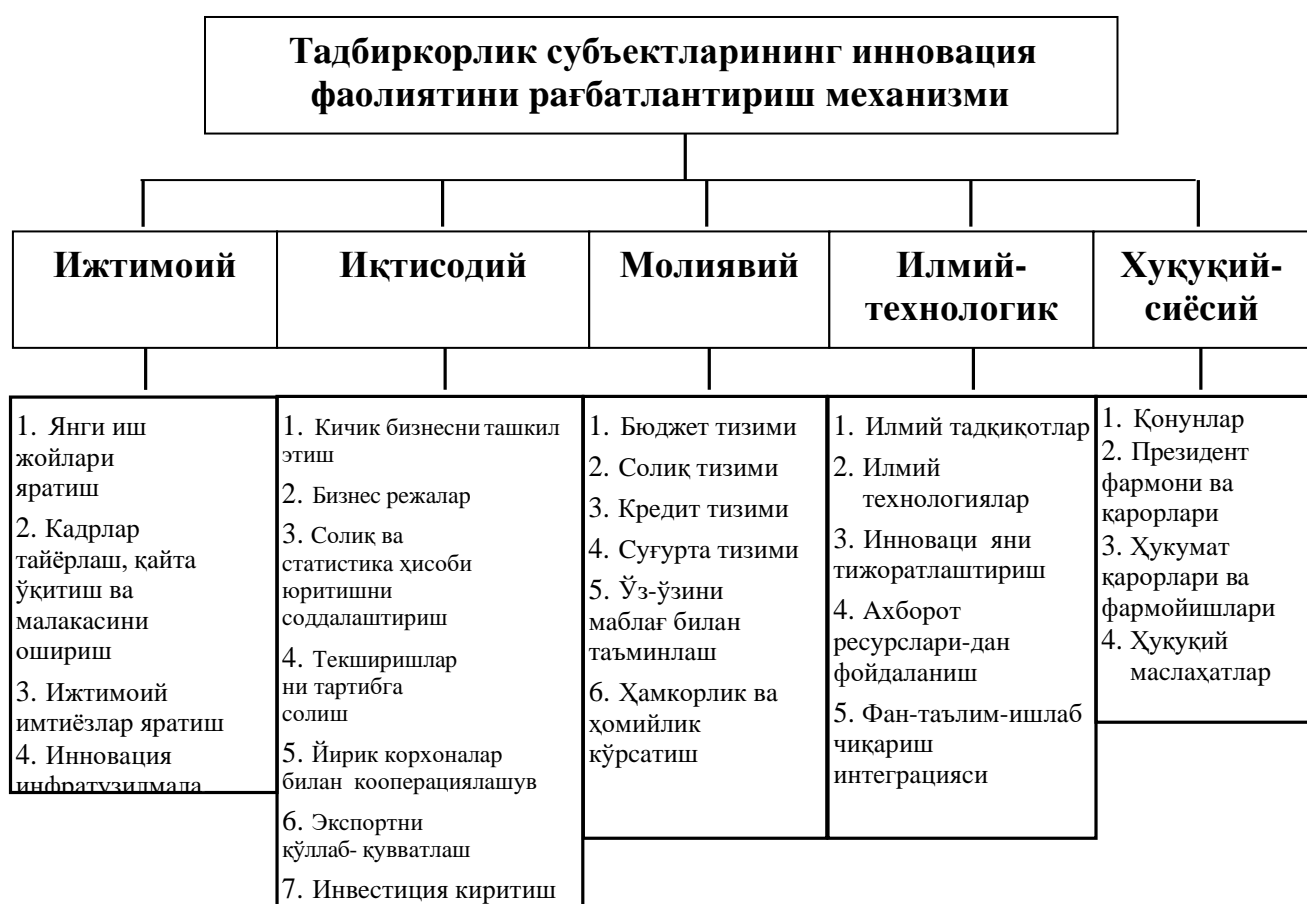 Тадбиркорлик субъектларининг инновация
фаолиятини рағбатлантириш механизми
Ижтимоий
Иқтисодий
Молиявий
Илмий-
технологик
Хуқуқий-
сиёсий
1. Янги иш
жойлари
яратиш
2. Кадрлар
тайёрлаш, қайта
ўқитиш ва
малакасини
ошириш
3. Ижтимоий
имтиёзлар яратиш
4. Инновация
инфратузилмала
1. Кичик бизнесни ташкил
этиш
2. Бизнес режалар
3. Солиқ ва
статистика ҳисоби
юритишни
соддалаштириш
4. Текширишлар
ни тартибга
солиш
5. Йирик корхоналар
билан кооперациялашув
6. Экспортни
қўллаб- қувватлаш
7. Инвестиция киритиш
1. Бюджет тизими
2. Солиқ тизими
3. Кредит тизими
4. Суғурта тизими
5. Ўз-ўзини
маблағ билан
таъминлаш
6. Ҳамкорлик ва
ҳомийлик
кўрсатиш
1. Илмий тадқиқотлар
2. Илмий
технологиялар
3. Инноваци яни
тижоратлаштириш
4. Ахборот
ресурслари-дан
фойдаланиш
5. Фан-таълим-ишлаб
чиқариш
интеграцияси
1. Қонунлар
2. Президент
фармони ва
қарорлари
3. Ҳукумат
қарорлари ва
фармойишлари
4. Ҳуқуқий
маслаҳатлар